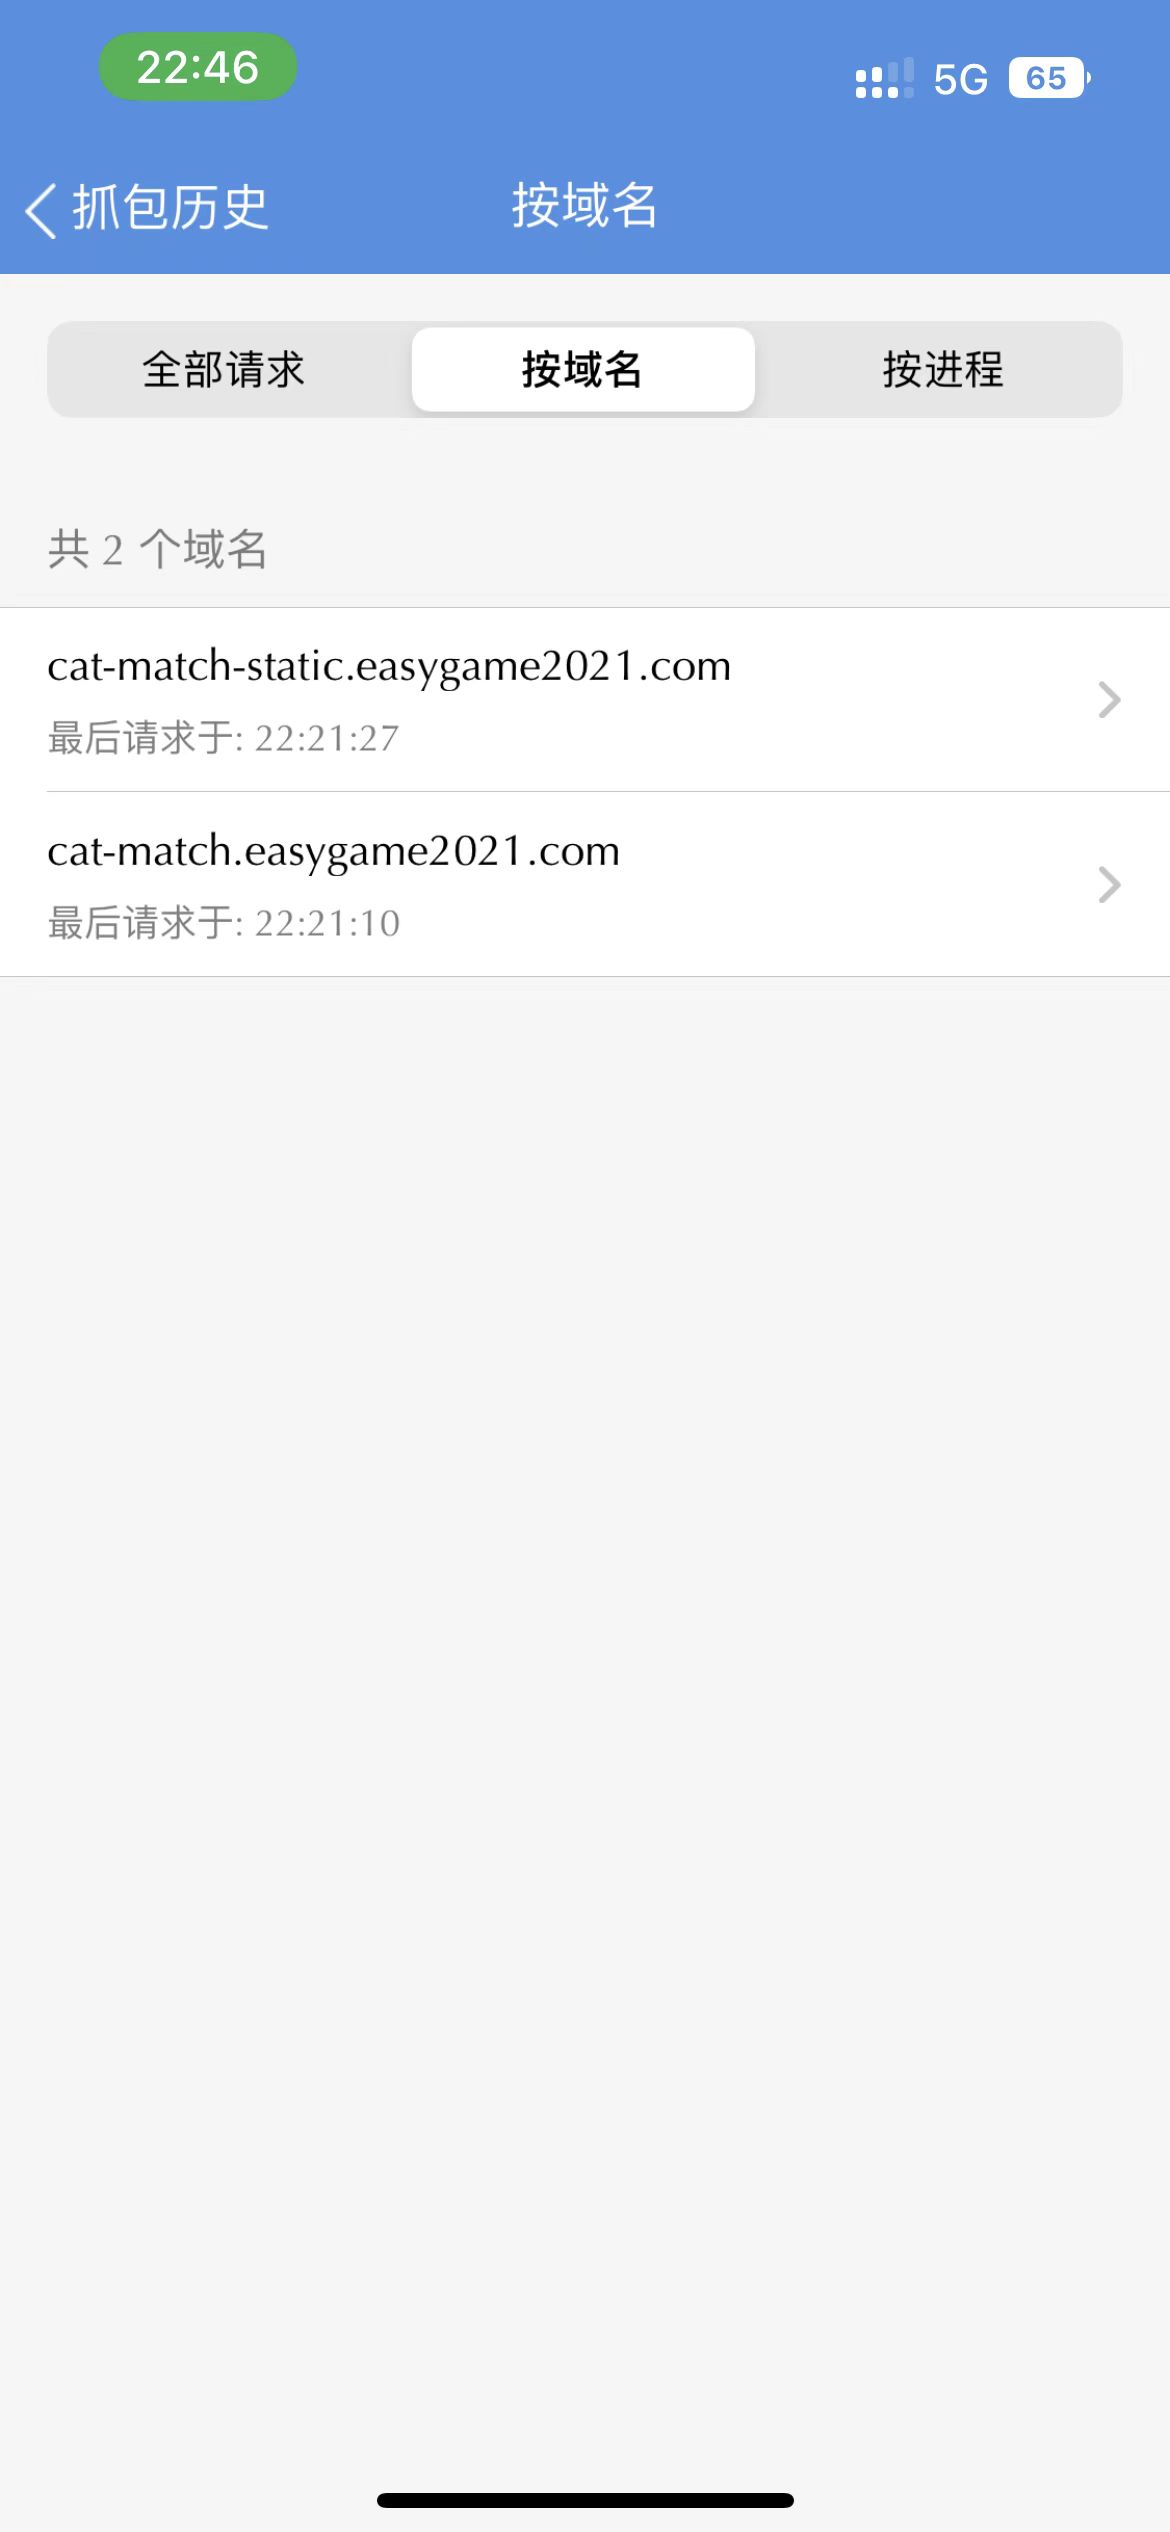 22:46
5G 65
抓包历史
按域名
全部请求
按域名
按进程
共 2 个域名
cat-match-static.easygame2021.com
最后请求于: 22:21:27
cat-match.easygame2021.com
最后请求于: 22:21:10